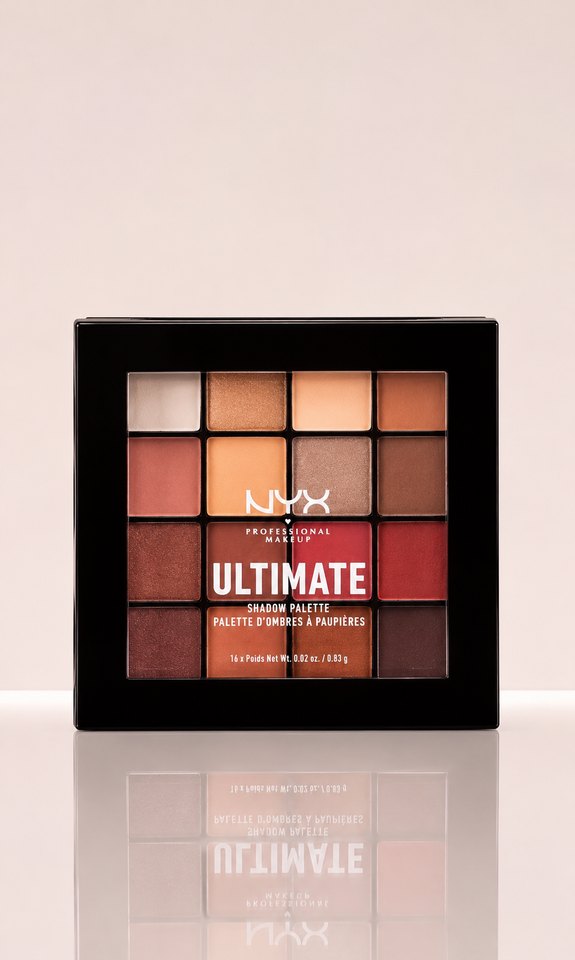 NYX
PROFESSIONAL
MAKEUP
ULTIMATE
SHADOW PALETTE
PALETTE D'OMBRES À PAUPIÈRES
16 x Poids Net Wt. 0.02 oz. / 0.83 g